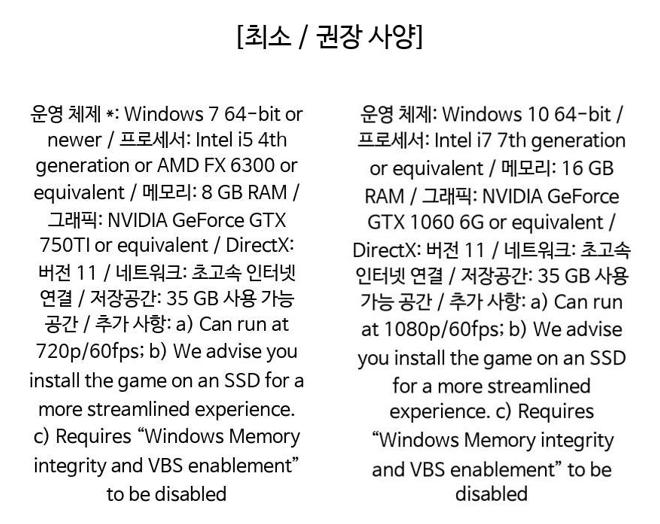 [최소 / 권장 사양]
운영 체제 *: Windows 7 64-bit or
newer / 프로세서: Intel i5 4th
generation or AMD FX 6300 or
equivalent / 메모리: 8 GB RAM /
그래픽: NVIDIA GeForce GTX
750TI or equivalent / DirectX:
버전 11 / 네트워크: 초고속 인터넷
연결 / 저장공간: 35 GB 사용 가능
공간 / 추가 사항: a) Can run at
720p/60fps; b) We advise you
install the game on an SSD for a
more streamlined experience.
c) Requires “Windows Memory
integrity and VBS enablement”
to be disabled
운영 체제: Windows 10 64-bit /
프로세서: Intel i7 7th generation
or equivalent / 메모리: 16 GB
RAM / 그래픽: NVIDIA GeForce
GTX 1060 6G or equivalent /
DirectX: 버전 11 / 네트워크: 초고속
인터넷 연결 / 저장공간: 35 GB 사용
가능 공간 / 추가 사항: a) Can run
at 1080p/60fps; b) We advise
you install the game on an SSD
for a more streamlined
experience. c) Requires
“Windows Memory integrity
and VBS enablement” to be
disabled